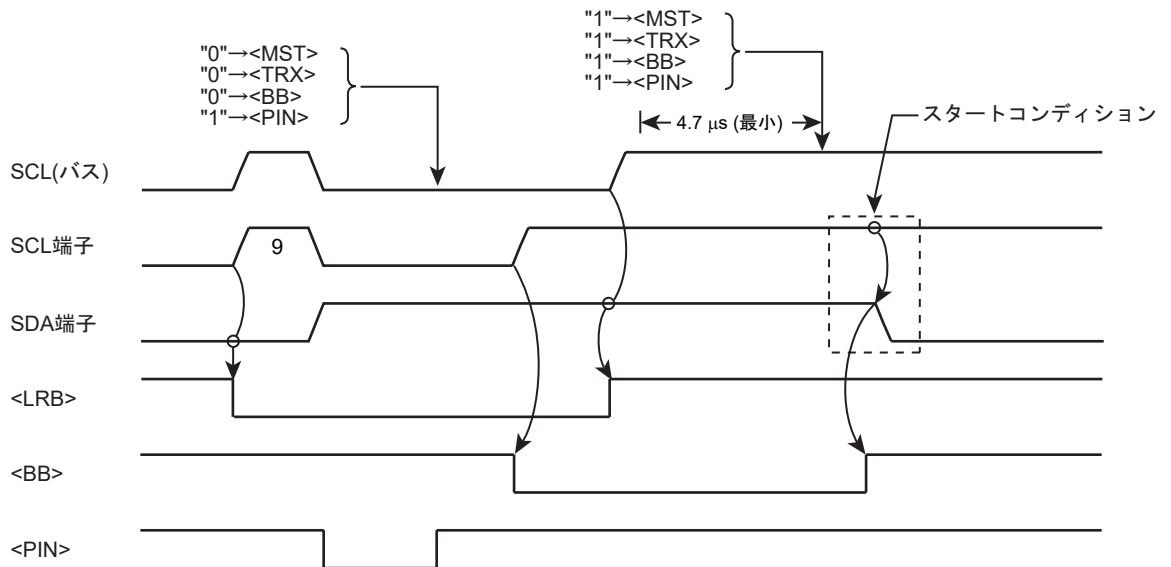 "0"→<MST>
"0"→<TRX>
"0"→<BB>
"1"→<PIN>
"1"→<MST>
"1"→<TRX>
"1"→<BB>
"1"→<PIN>
4.7 μs (最小)
スタートコンディション
SCL(バス)
SCL端子
9
SDA端子
<LRB>
<BB>
<PIN>